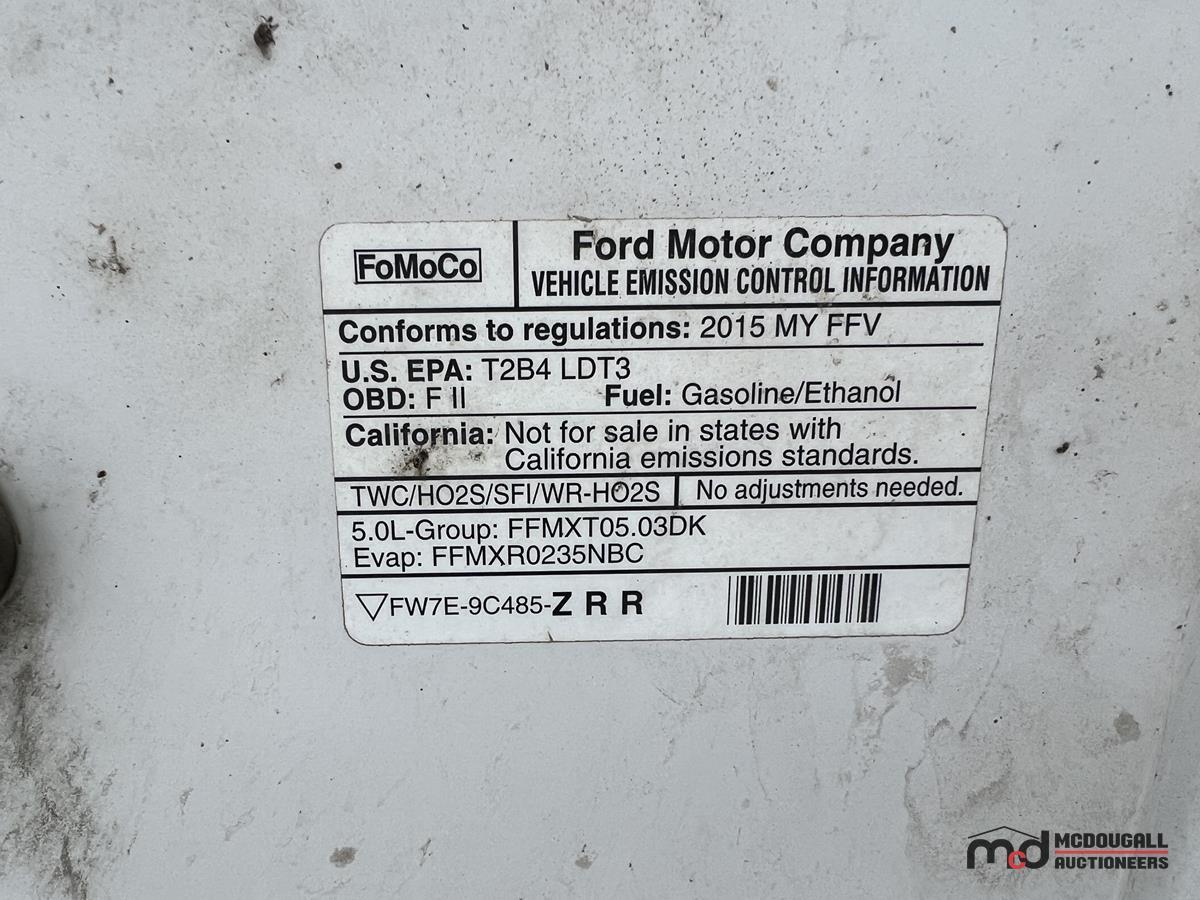 FoMoCo
Ford Motor Company
VEHICLE EMISSION CONTROL INFORMATION
Conforms to regulations: 2015 MY FFV
U.S. EPA: T2B4 LDT3
OBD: F II Fuel: Gasoline/Ethanol
California: Not for sale in states with
California emissions standards.
TWC/HO2S/SFI/WR-HO2S No adjustments needed.
5.0L-Group: FFMXT05.03DK
Evap: FFMXR0235NBC
FW7E-9C485-Z R R
mcd MCDOUGALL
AUCTIONEERS